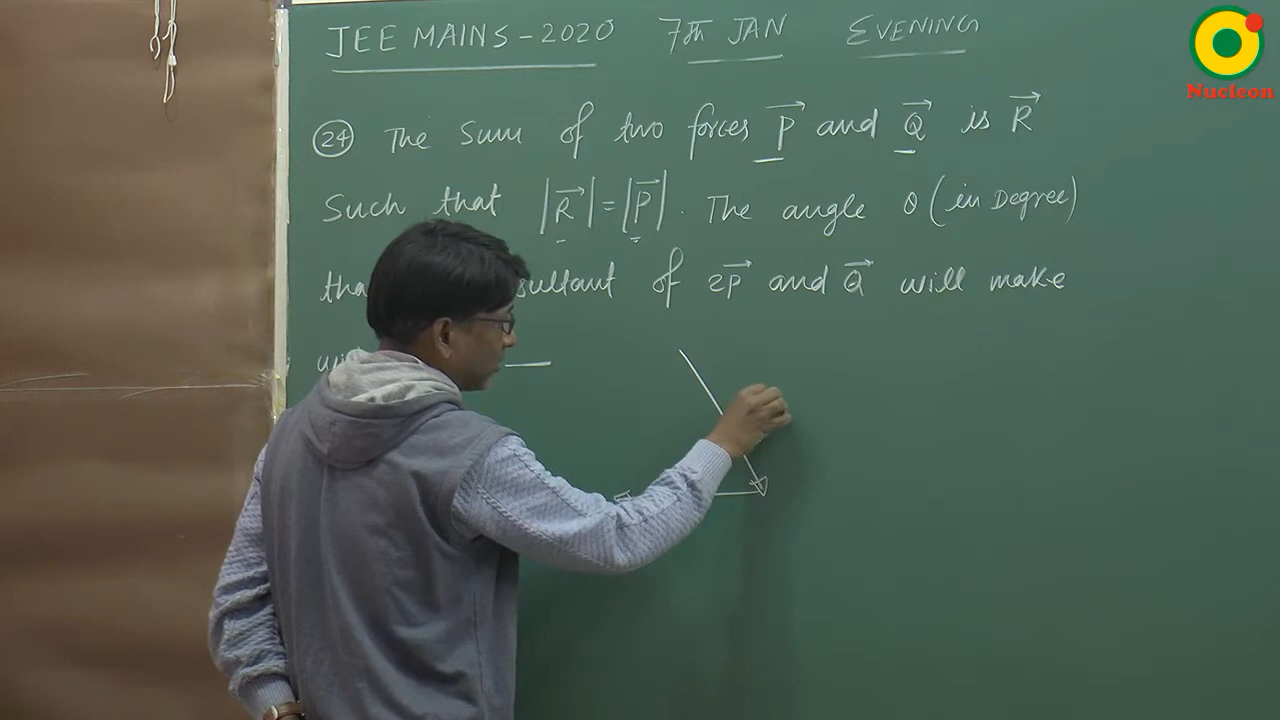 JEE MAINS-2020 7th JAN EVENING
Nucleon
24 The Sum of two forces P and Q is R
Such that |R|=|P|. The angle θ (in Degree)
of 2P and Q will make